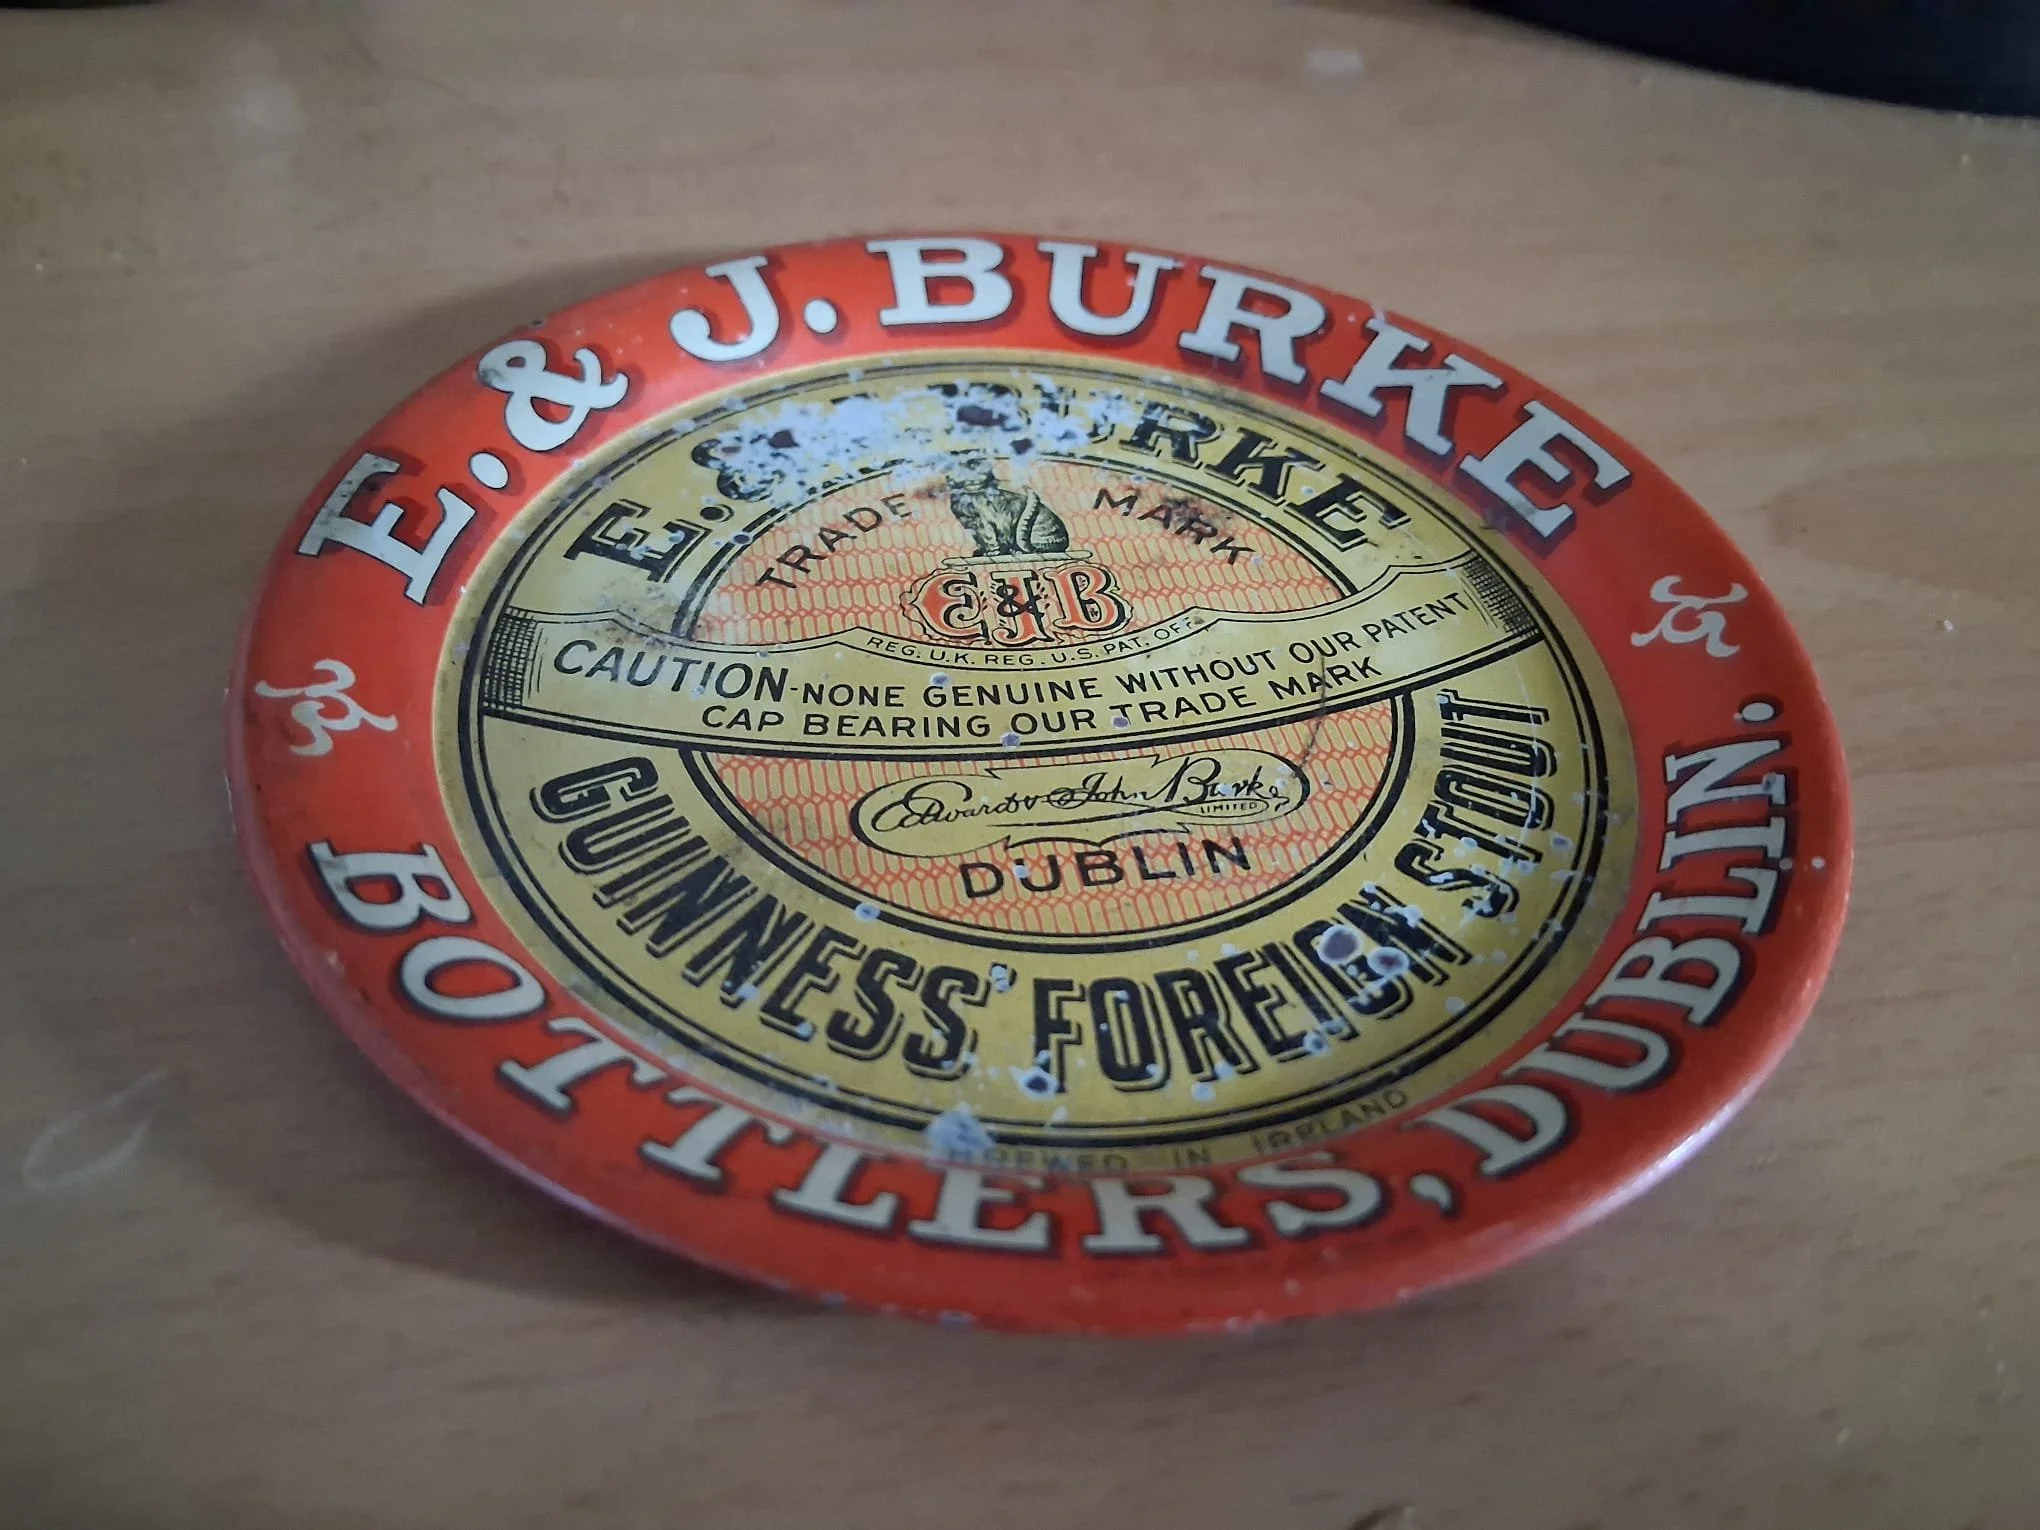 E. & J. BURKE
BOTTLERS, DUBLIN.
E. & BURKE
TRADE MARK
E & J B
REG. U.K. REG. U.S. PAT. OFF.
CAUTION-NONE GENUINE WITHOUT OUR PATENT
CAP BEARING OUR TRADE MARK
Edward & John Burke
LIMITED
DUBLIN
GUINNESS' FOREIGN STOUT
BREWED IN IRELAND